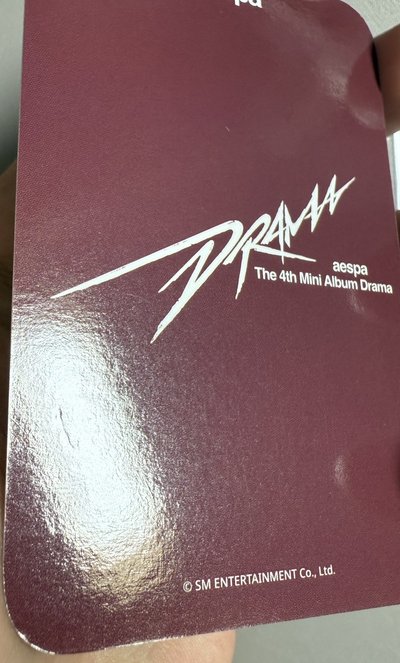 DRAMA
aespa
The 4th Mini Album Drama
© SM ENTERTAINMENT Co., Ltd.